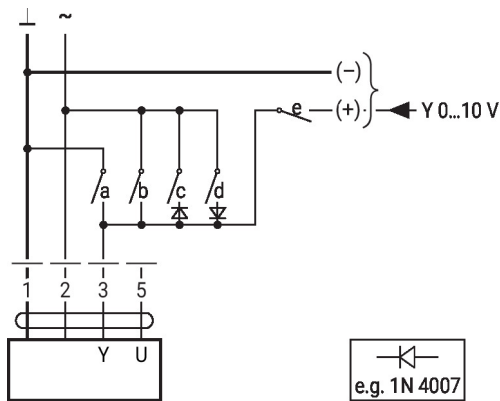 ⊥ ~
(–)
e (+) Y 0...10 V
a b c d
1 2 3 5
Y U
e.g. 1N 4007